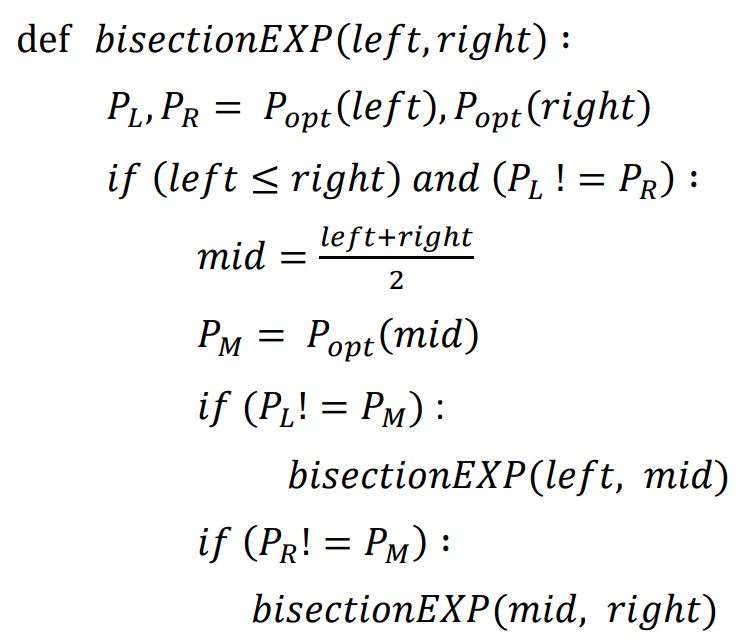 def bisectionEXP(left,right) :
P_L, P_R = P_opt(left), P_opt(right)
if (left ≤ right) and (P_L ! = P_R) :
mid = \frac{left+right}{2}
P_M = P_opt(mid)
if (P_L! = P_M) :
bisectionEXP(left, mid)
if (P_R! = P_M) :
bisectionEXP(mid, right)